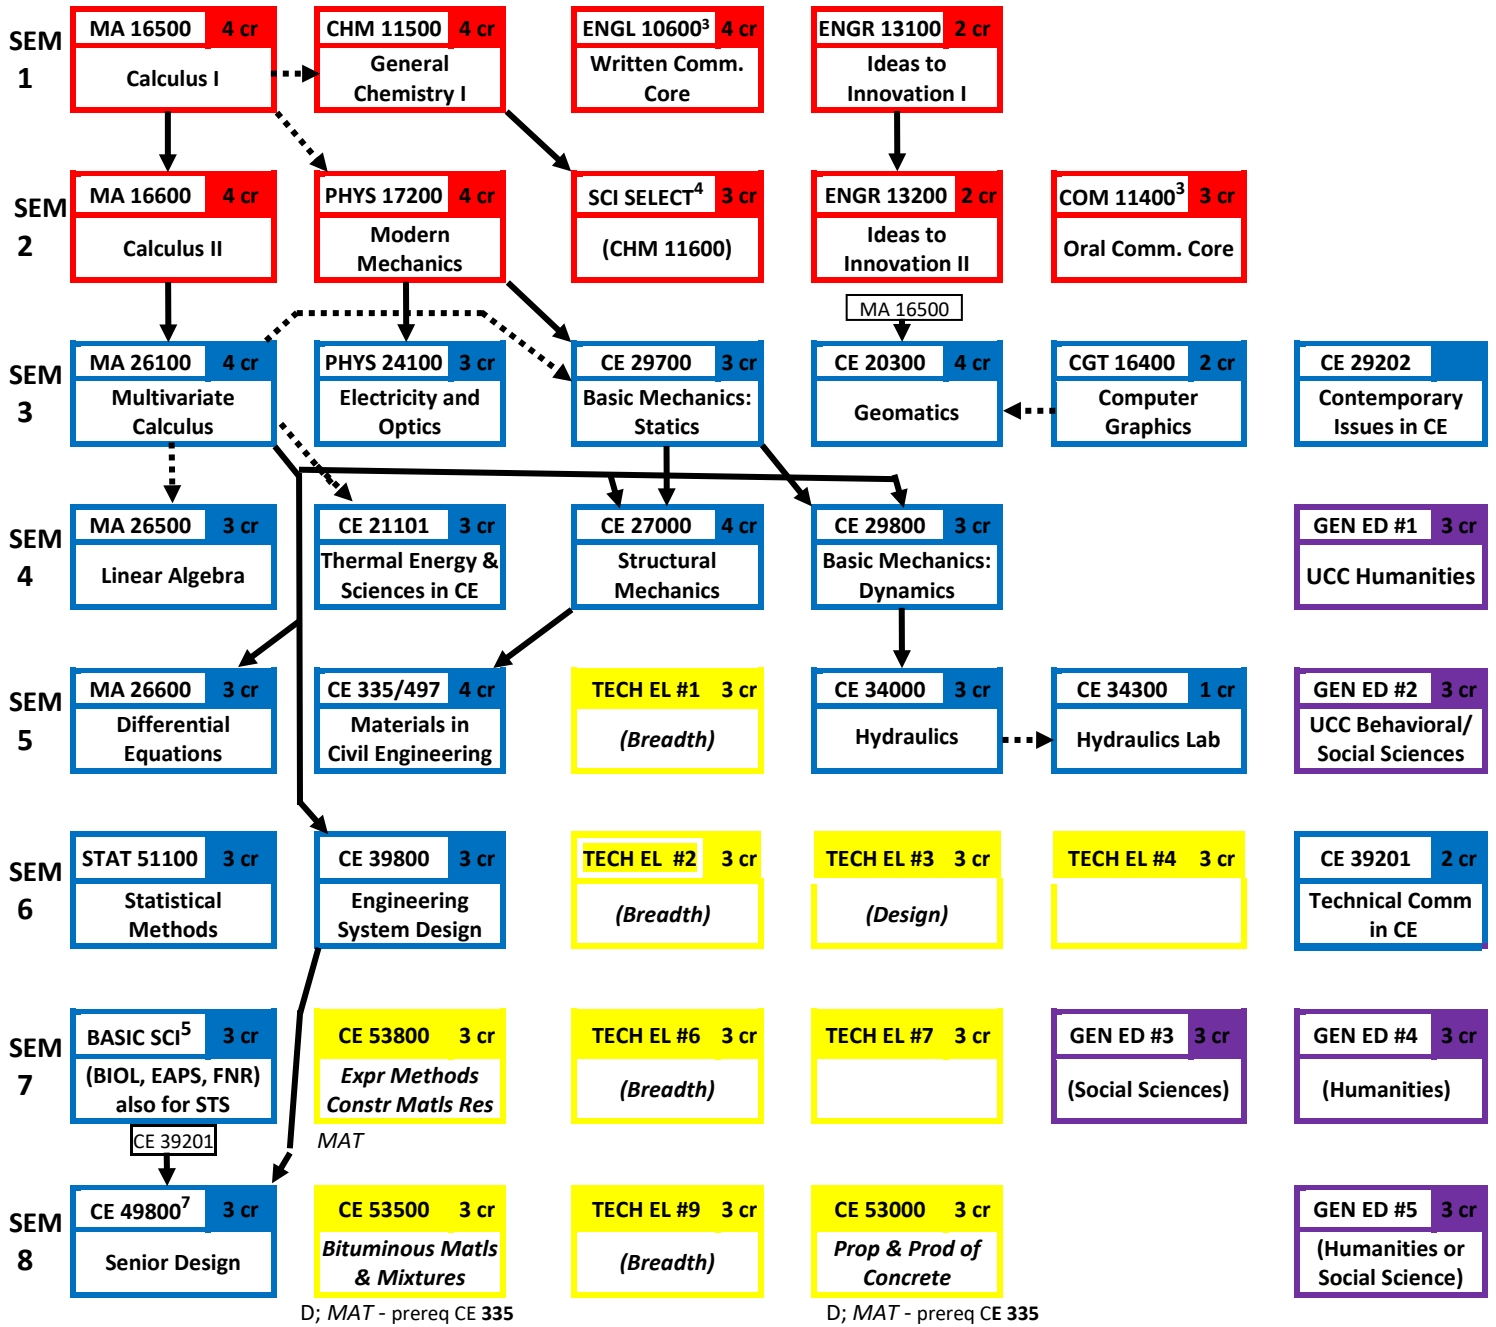 SEM 1
MA 16500 4 cr
Calculus I
CHM 11500 4 cr
General
Chemistry I
ENGL 10600³ 4 cr
Written Comm.
Core
ENGR 13100 2 cr
Ideas to
Innovation I
SEM 2
MA 16600 4 cr
Calculus II
PHYS 17200 4 cr
Modern
Mechanics
SCI SELECT⁴ 3 cr
(CHM 11600)
ENGR 13200 2 cr
Ideas to
Innovation II
COM 11400³ 3 cr
Oral Comm. Core
MA 16500
SEM 3
MA 26100 4 cr
Multivariate
Calculus
PHYS 24100 3 cr
Electricity and
Optics
CE 29700 3 cr
Basic Mechanics:
Statics
CE 20300 4 cr
Geomatics
CGT 16400 2 cr
Computer
Graphics
CE 29202
Contemporary
Issues in CE
SEM 4
MA 26500 3 cr
Linear Algebra
CE 21101 3 cr
Thermal Energy &
Sciences in CE
CE 27000 4 cr
Structural
Mechanics
CE 29800 3 cr
Basic Mechanics:
Dynamics
GEN ED #1 3 cr
UCC Humanities
SEM 5
MA 26600 3 cr
Differential
Equations
CE 335/497 4 cr
Materials in
Civil Engineering
TECH EL #1 3 cr
(Breadth)
CE 34000 3 cr
Hydraulics
CE 34300 1 cr
Hydraulics Lab
GEN ED #2 3 cr
UCC Behavioral/
Social Sciences
SEM 6
STAT 51100 3 cr
Statistical
Methods
CE 39800 3 cr
Engineering
System Design
TECH EL #2 3 cr
(Breadth)
TECH EL #3 3 cr
(Design)
TECH EL #4 3 cr
CE 39201 2 cr
Technical Comm
in CE
SEM 7
BASIC SCI⁵ 3 cr
(BIOL, EAPS, FNR)
also for STS
CE 53800 3 cr
Expr Methods
Constr Matls Res
MAT
TECH EL #6 3 cr
(Breadth)
TECH EL #7 3 cr
GEN ED #3 3 cr
(Social Sciences)
GEN ED #4 3 cr
(Humanities)
CE 39201
SEM 8
CE 49800⁷ 3 cr
Senior Design
CE 53500 3 cr
Bituminous Matls
& Mixtures
D; MAT - prereq CE 335
TECH EL #9 3 cr
(Breadth)
CE 53000 3 cr
Prop & Prod of
Concrete
D; MAT - prereq CE 335
GEN ED #5 3 cr
(Humanities or
Social Science)